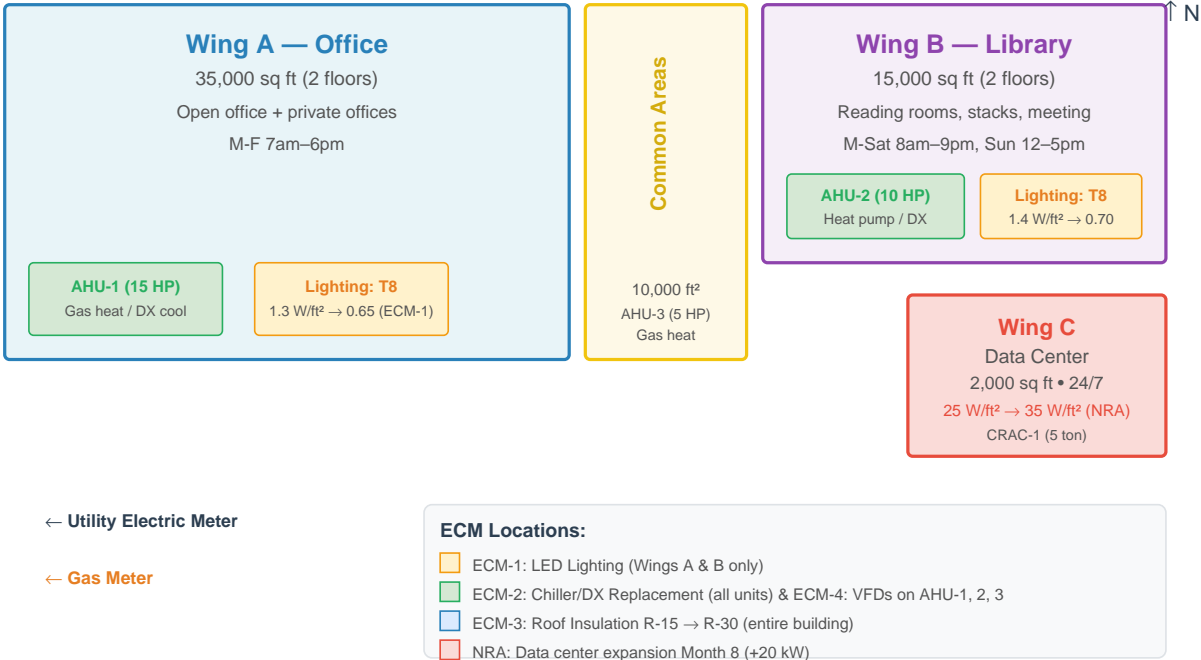 ↑ N
Wing A — Office
35,000 sq ft (2 floors)
Open office + private offices
M-F 7am–6pm
AHU-1 (15 HP)
Gas heat / DX cool
Lighting: T8
1.3 W/ft² → 0.65 (ECM-1)
Common Areas
10,000 ft²
AHU-3 (5 HP)
Gas heat
Wing B — Library
15,000 sq ft (2 floors)
Reading rooms, stacks, meeting
M-Sat 8am–9pm, Sun 12–5pm
AHU-2 (10 HP)
Heat pump / DX
Lighting: T8
1.4 W/ft² → 0.70
Wing C
Data Center
2,000 sq ft • 24/7
25 W/ft² → 35 W/ft² (NRA)
CRAC-1 (5 ton)
← Utility Electric Meter
← Gas Meter
ECM Locations:
ECM-1: LED Lighting (Wings A & B only)
ECM-2: Chiller/DX Replacement (all units) & ECM-4: VFDs on AHU-1, 2, 3
ECM-3: Roof Insulation R-15 → R-30 (entire building)
NRA: Data center expansion Month 8 (+20 kW)